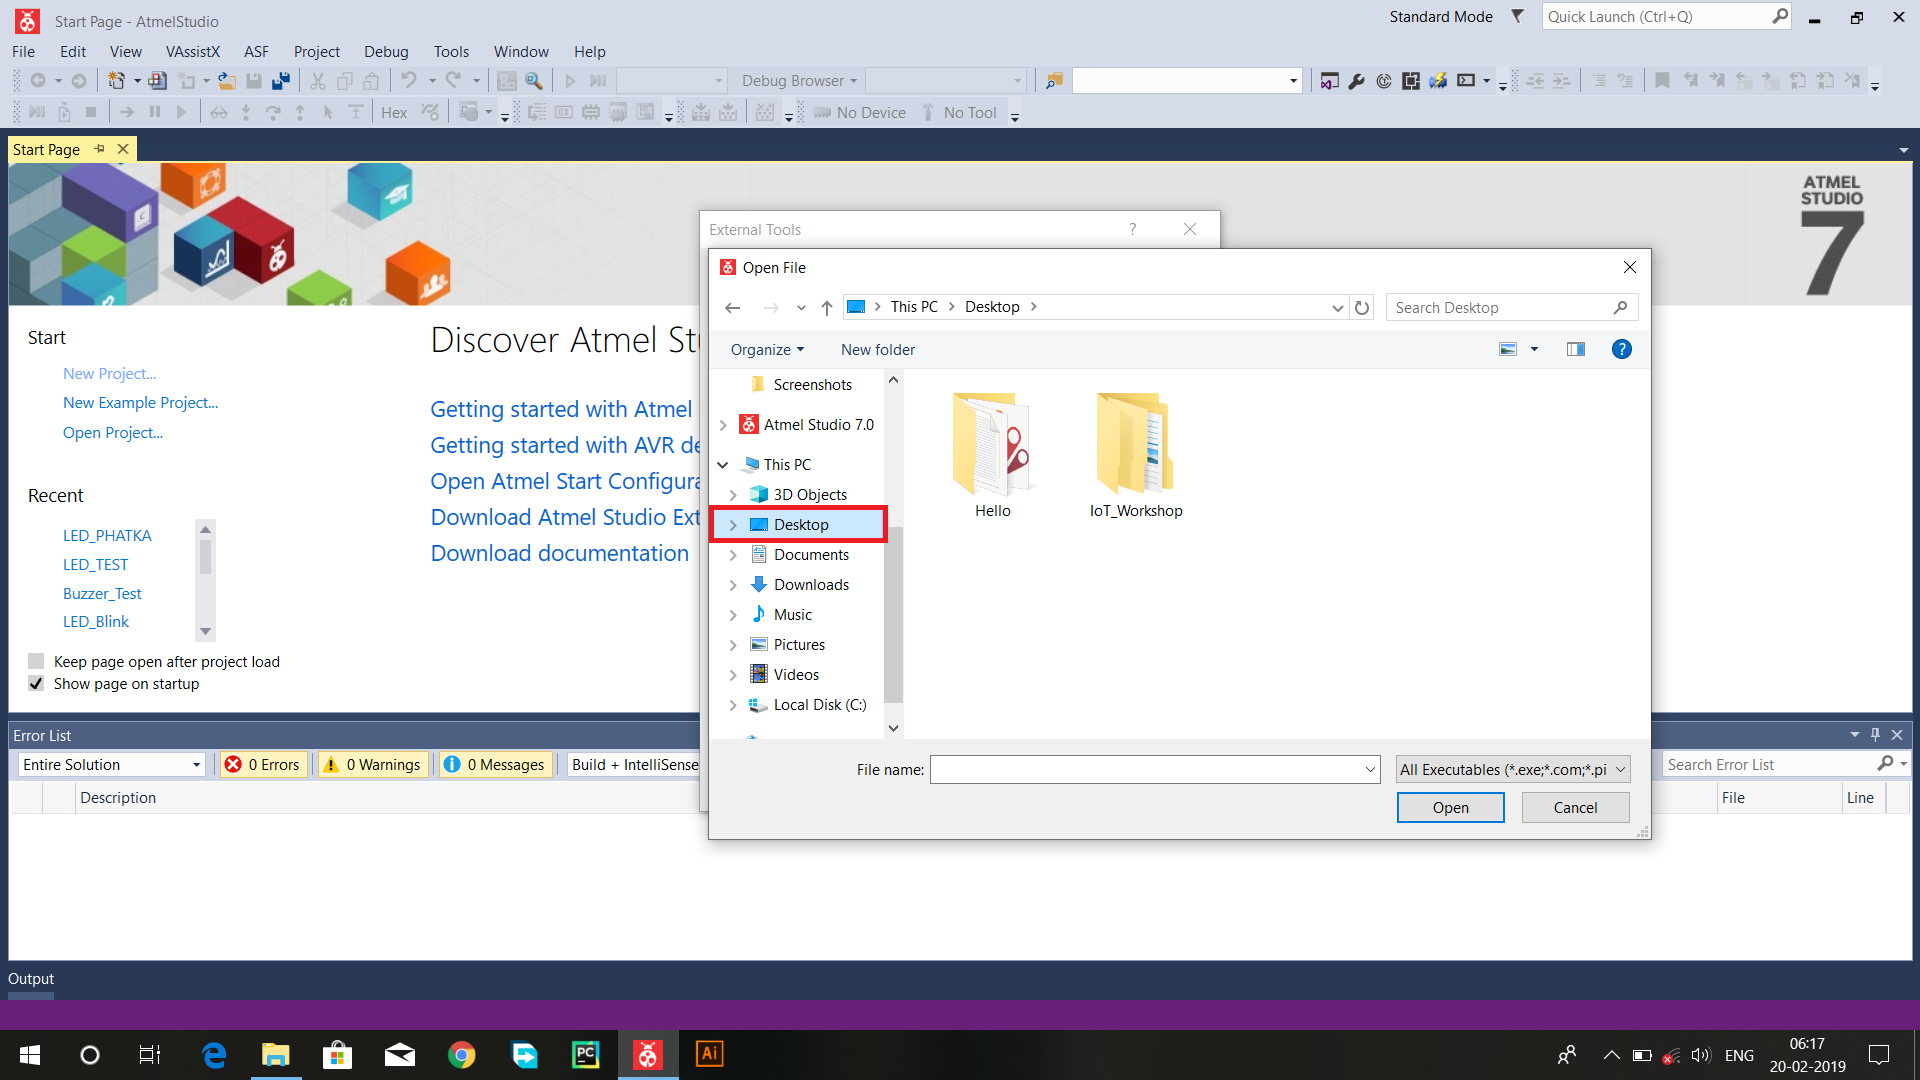 Start Page - AtmelStudio
Standard Mode
Quick Launch (Ctrl+Q)
File Edit View VAssistX ASF Project Debug Tools Window Help
Debug Browser
Hex
No Device
No Tool
Start Page
ATMEL
STUDIO
7
External Tools
?
Open File
This PC > Desktop >
Search Desktop
Organize
New folder
?
Screenshots
Atmel Studio 7.0
This PC
3D Objects
Desktop
Documents
Downloads
Music
Pictures
Videos
Local Disk (C:)
Hello
IoT_Workshop
File name:
All Executables (*.exe;*.com;*.pi
Open
Cancel
Start
New Project...
New Example Project...
Open Project...
Recent
LED_PHATKA
LED_TEST
Buzzer_Test
LED_Blink
Keep page open after project load
Show page on startup
Discover Atmel St
Getting started with Atmel
Getting started with AVR de
Open Atmel Start Configura
Download Atmel Studio Ext
Download documentation
Error List
Entire Solution
0 Errors
0 Warnings
0 Messages
Build + IntelliSense
Search Error List
Description
File
Line
Output
PC
Ai
ENG
06:17
20-02-2019